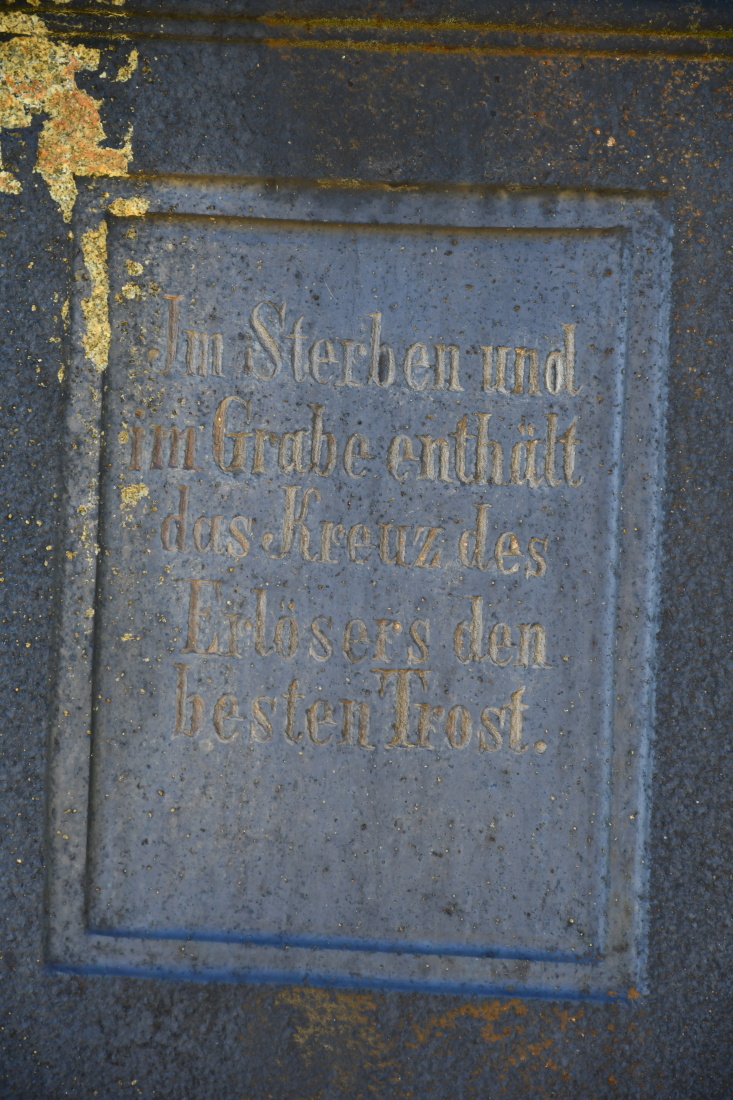 Im Sterben und
im Grabe enthält
das Kreuz des
Erlösers den
besten Trost.